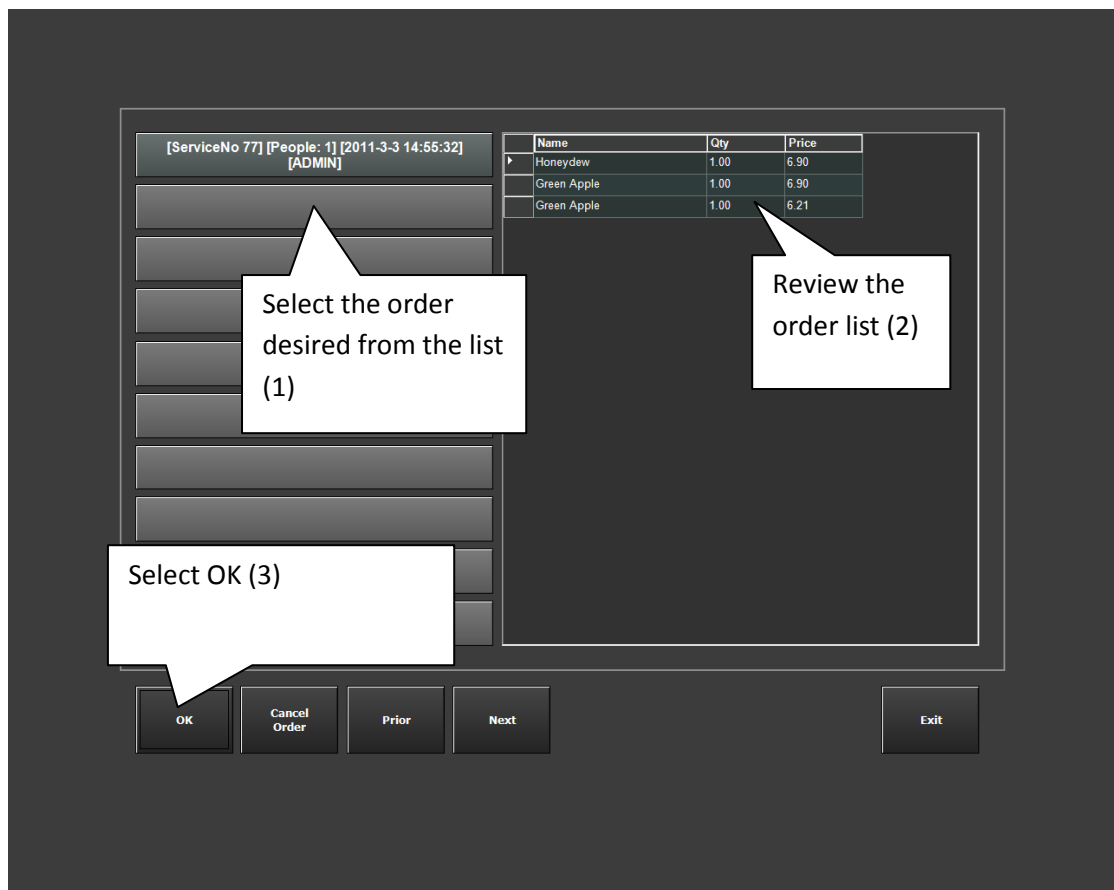 [ServiceNo 77] [People: 1] [2011-3-3 14:55:32]
[ADMIN]
Name Qty Price
Honeydew 1.00 6.90
Green Apple 1.00 6.90
Green Apple 1.00 6.21
Select the order
desired from the list
(1)
Review the
order list (2)
Select OK (3)
OK
Cancel
Order
Prior
Next
Exit